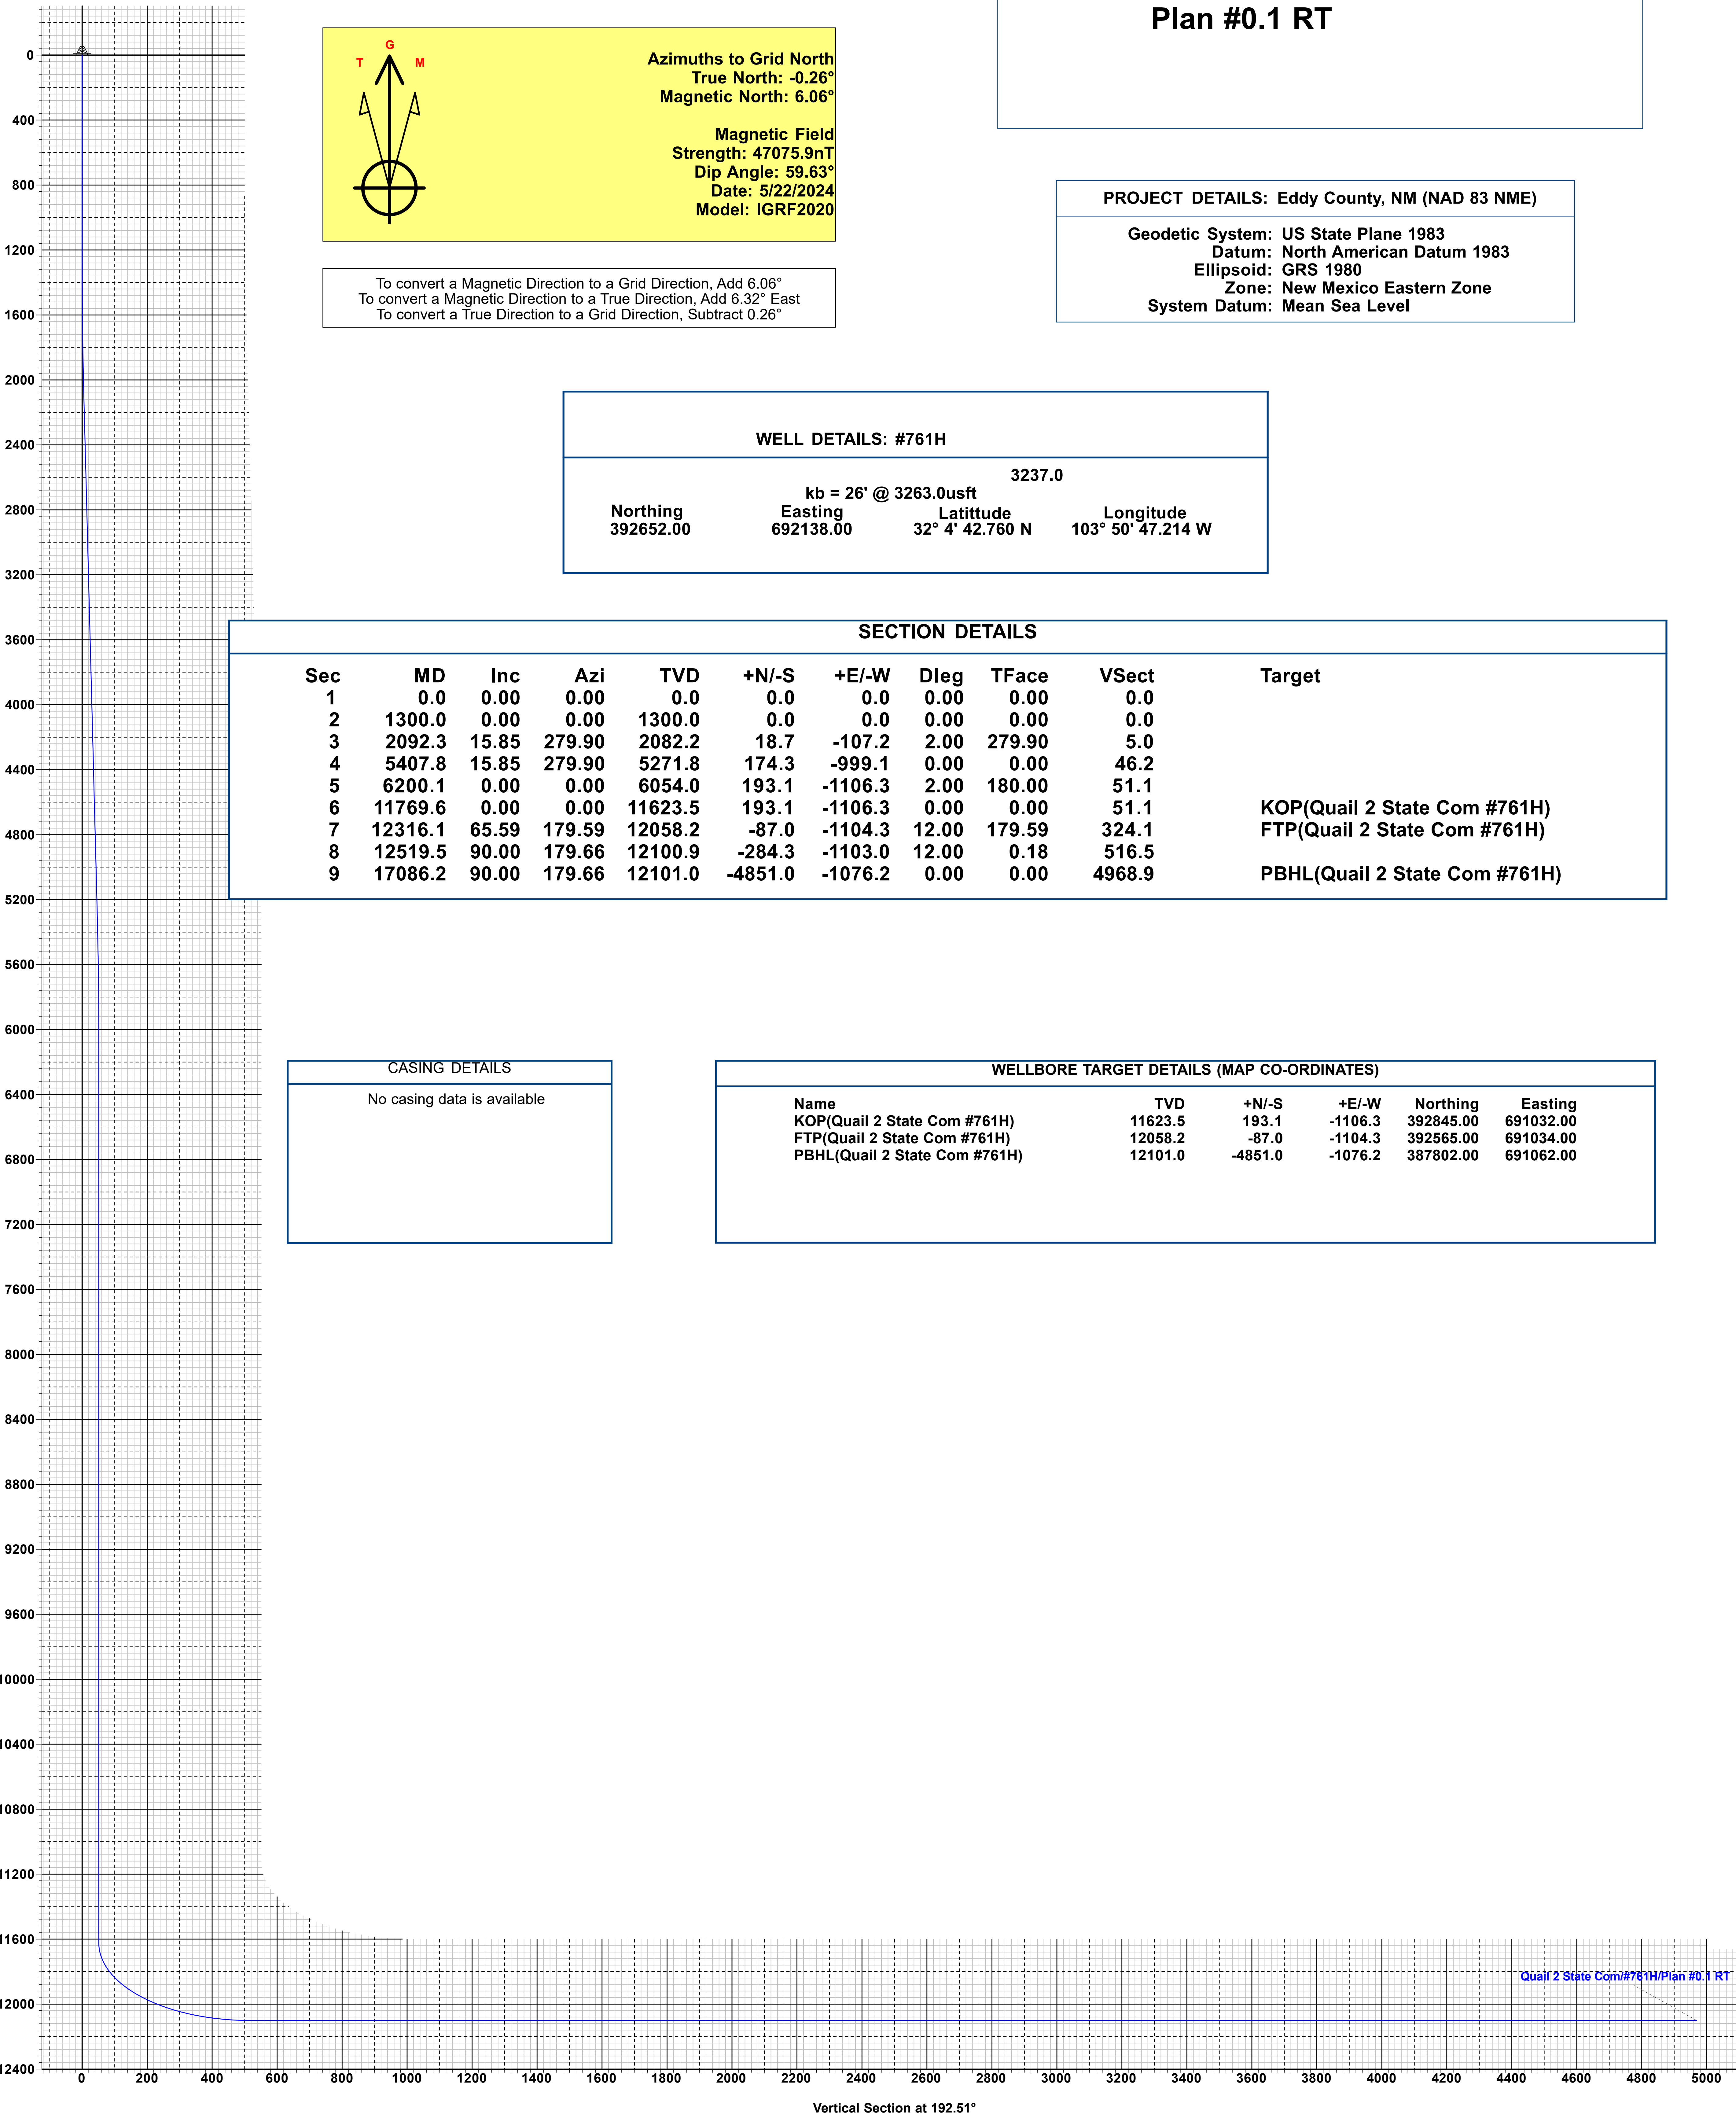 Plan #0.1 RT
T G M
Azimuths to Grid North
True North: -0.26°
Magnetic North: 6.06°
Magnetic Field
Strength: 47075.9nT
Dip Angle: 59.63°
Date: 5/22/2024
Model: IGRF2020
To convert a Magnetic Direction to a Grid Direction, Add 6.06°
To convert a Magnetic Direction to a True Direction, Add 6.32° East
To convert a True Direction to a Grid Direction, Subtract 0.26°
PROJECT DETAILS: Eddy County, NM (NAD 83 NME)
Geodetic System: US State Plane 1983
Datum: North American Datum 1983
Ellipsoid: GRS 1980
Zone: New Mexico Eastern Zone
System Datum: Mean Sea Level
WELL DETAILS: #761H
3237.0
kb = 26' @ 3263.0usft
Northing Easting Latittude Longitude
392652.00 692138.00 32° 4' 42.760 N 103° 50' 47.214 W
SECTION DETAILS
Sec MD Inc Azi TVD +N/-S +E/-W Dleg TFace VSect Target
1 0.0 0.00 0.00 0.0 0.0 0.0 0.00 0.00 0.0
2 1300.0 0.00 0.00 1300.0 0.0 0.0 0.00 0.00 0.0
3 2092.3 15.85 279.90 2082.2 18.7 -107.2 2.00 279.90 5.0
4 5407.8 15.85 279.90 5271.8 174.3 -999.1 0.00 0.00 46.2
5 6200.1 0.00 0.00 6054.0 193.1 -1106.3 2.00 180.00 51.1
6 11769.6 0.00 0.00 11623.5 193.1 -1106.3 0.00 0.00 51.1 KOP(Quail 2 State Com #761H)
7 12316.1 65.59 179.59 12058.2 -87.0 -1104.3 12.00 179.59 324.1 FTP(Quail 2 State Com #761H)
8 12519.5 90.00 179.66 12100.9 -284.3 -1103.0 12.00 0.18 516.5
9 17086.2 90.00 179.66 12101.0 -4851.0 -1076.2 0.00 0.00 4968.9 PBHL(Quail 2 State Com #761H)
CASING DETAILS
No casing data is available
WELLBORE TARGET DETAILS (MAP CO-ORDINATES)
Name TVD +N/-S +E/-W Northing Easting
KOP(Quail 2 State Com #761H) 11623.5 193.1 -1106.3 392845.00 691032.00
FTP(Quail 2 State Com #761H) 12058.2 -87.0 -1104.3 392565.00 691034.00
PBHL(Quail 2 State Com #761H) 12101.0 -4851.0 -1076.2 387802.00 691062.00
0
400
800
1200
1600
2000
2400
2800
3200
3600
4000
4400
4800
5200
5600
6000
6400
6800
7200
7600
8000
8400
8800
9200
9600
10000
10400
10800
11200
11600
12000
12400
Quail 2 State Com/#761H/Plan #0.1 RT
0 200 400 600 800 1000 1200 1400 1600 1800 2000 2200 2400 2600 2800 3000 3200 3400 3600 3800 4000 4200 4400 4600 4800 5000
Vertical Section at 192.51°